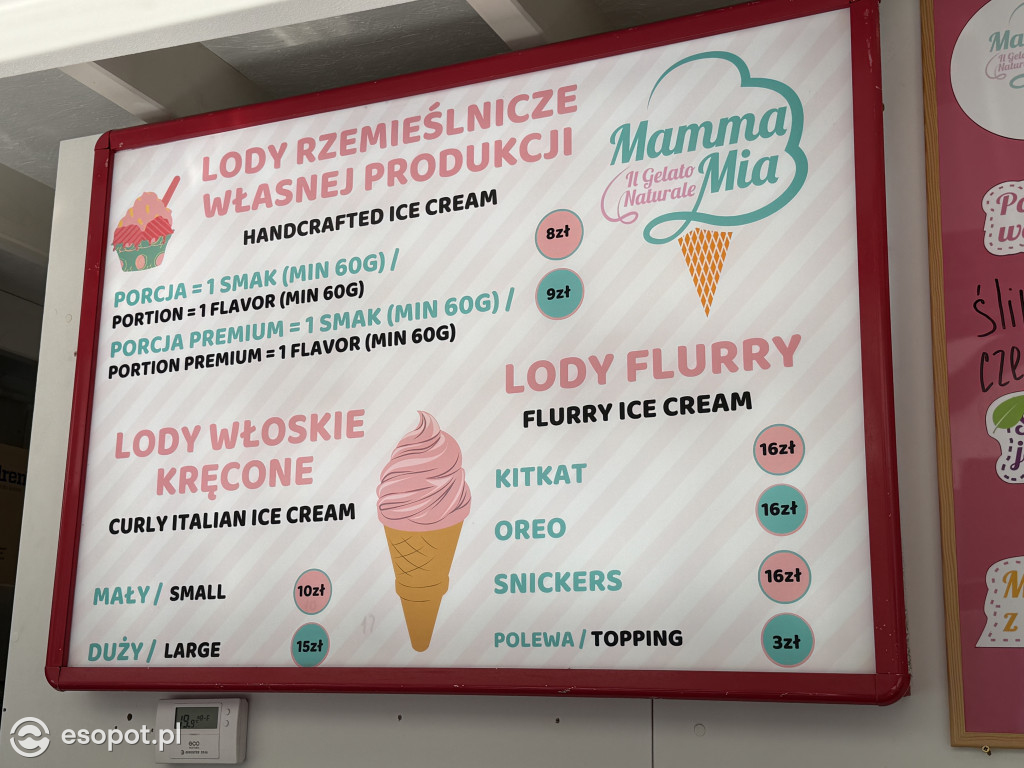 LODY RZEMIEŚLNICZE
WŁASNEJ PRODUKCJI
HANDCRAFTED ICE CREAM
Mamma
Mia
Il Gelato
Naturale
PORCJA = 1 SMAK (MIN 60G) /
PORTION = 1 FLAVOR (MIN 60G)
8zł
PORCJA PREMIUM = 1 SMAK (MIN 60G) /
PORTION PREMIUM = 1 FLAVOR (MIN 60G)
9zł
LODY WŁOSKIE
KRĘCONE
CURLY ITALIAN ICE CREAM
MAŁY / SMALL 10zł
DUŻY / LARGE 15zł
LODY FLURRY
FLURRY ICE CREAM
KITKAT 16zł
OREO 16zł
SNICKERS 16zł
POLEWA / TOPPING 3zł
esopot.pl